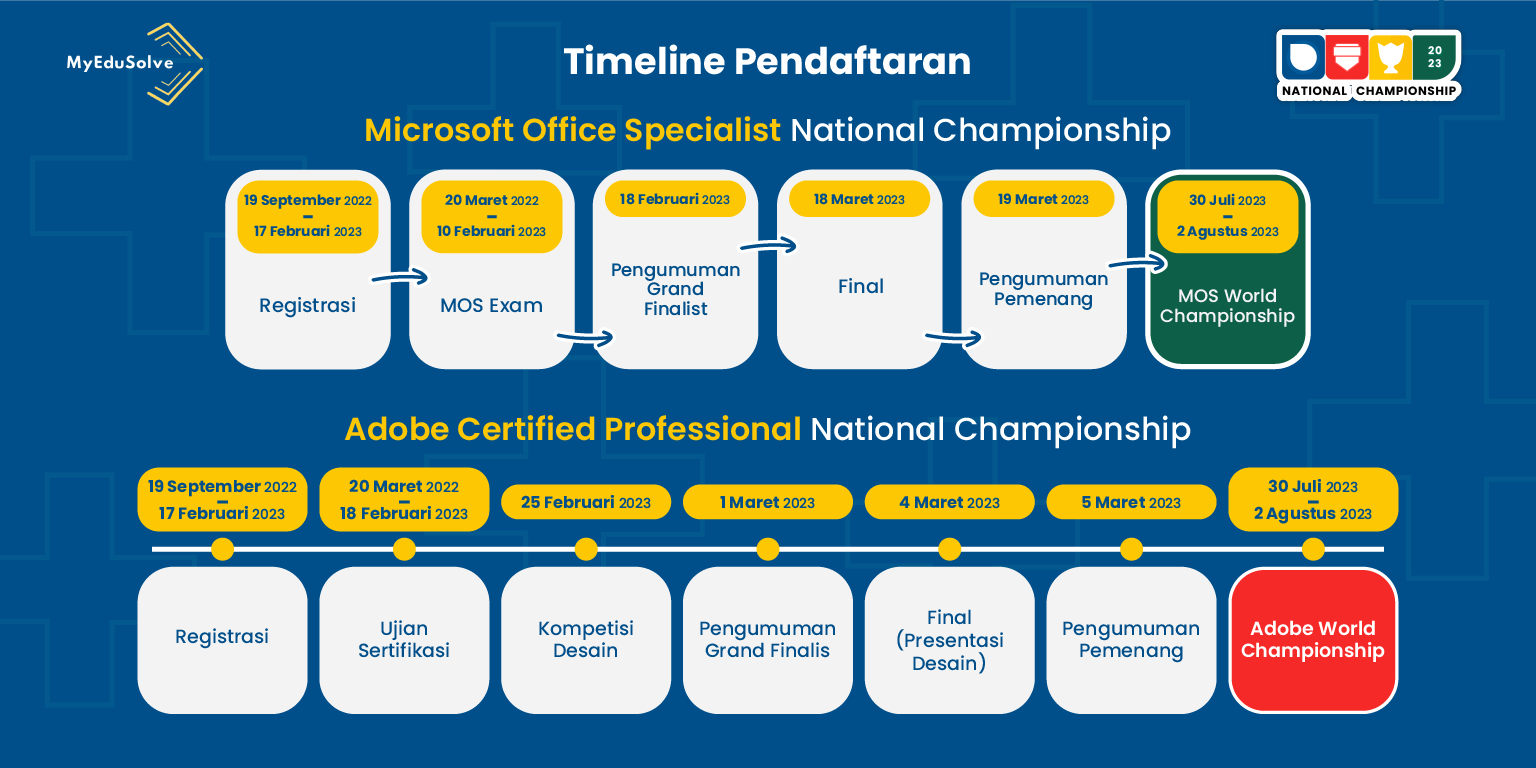 MyEduSolve
Timeline Pendaftaran
20
23
NATIONAL CHAMPIONSHIP
Microsoft Office Specialist National Championship
19 September 2022
–
17 Februari 2023
Registrasi
20 Maret 2022
–
10 Februari 2023
MOS Exam
18 Februari 2023
Pengumuman
Grand
Finalist
18 Maret 2023
Final
19 Maret 2023
Pengumuman
Pemenang
30 Juli 2023
–
2 Agustus 2023
MOS World
Championship
Adobe Certified Professional National Championship
19 September 2022
–
17 Februari 2023
Registrasi
20 Maret 2022
–
18 Februari 2023
Ujian
Sertifikasi
25 Februari 2023
Kompetisi
Desain
1 Maret 2023
Pengumuman
Grand Finalis
4 Maret 2023
Final
(Presentasi
Desain)
5 Maret 2023
Pengumuman
Pemenang
30 Juli 2023
–
2 Agustus 2023
Adobe World
Championship